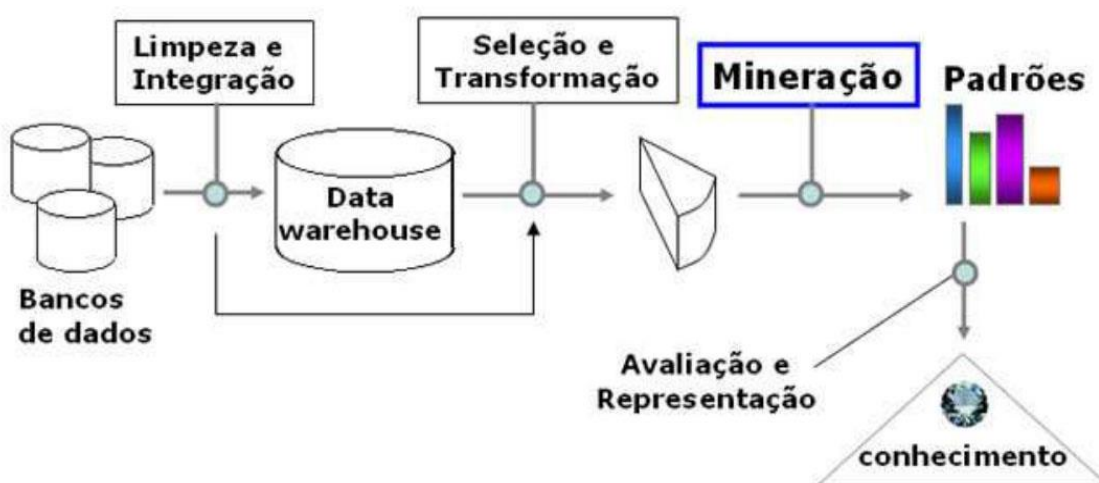 Limpeza e
Integração
Seleção e
Transformação
Mineração
Padrões
Data
warehouse
Bancos
de dados
Avaliação e
Representação
conhecimento